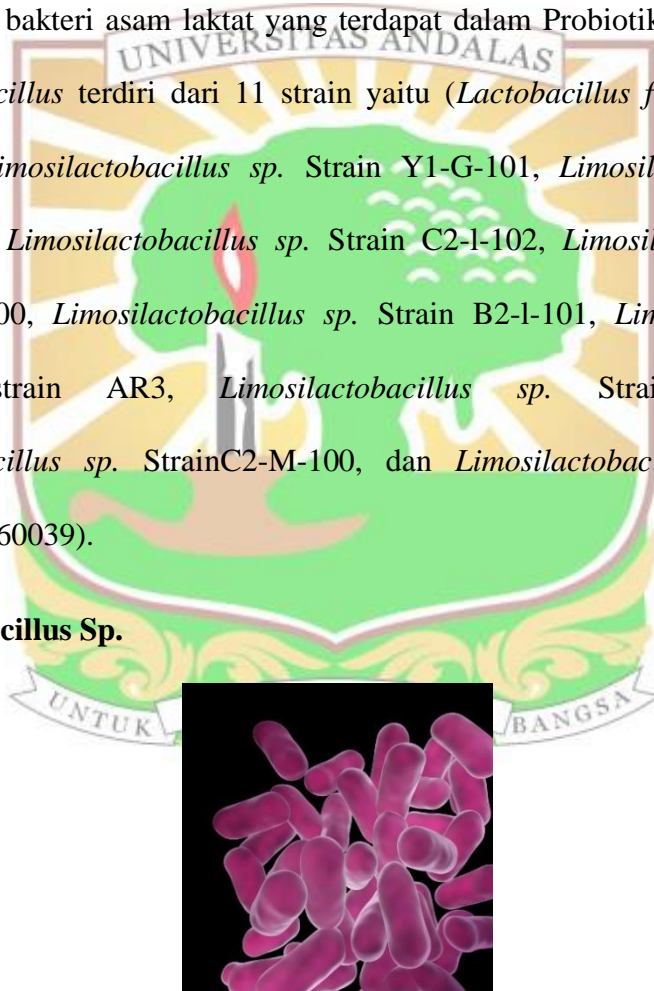 bakteri asam laktat yang terdapat dalam Probiotik
UNIVERSITAS ANDALAS
cillus terdiri dari 11 strain yaitu (Lactobacillus f
imosilactobacillus sp. Strain Y1-G-101, Limosil
Limosilactobacillus sp. Strain C2-l-102, Limosil
00, Limosilactobacillus sp. Strain B2-l-101, Lim
strain AR3, Limosilactobacillus sp. Strai
cillus sp. StrainC2-M-100, dan Limosilactobac
60039).
cillus Sp.
UNTUK BANGSA